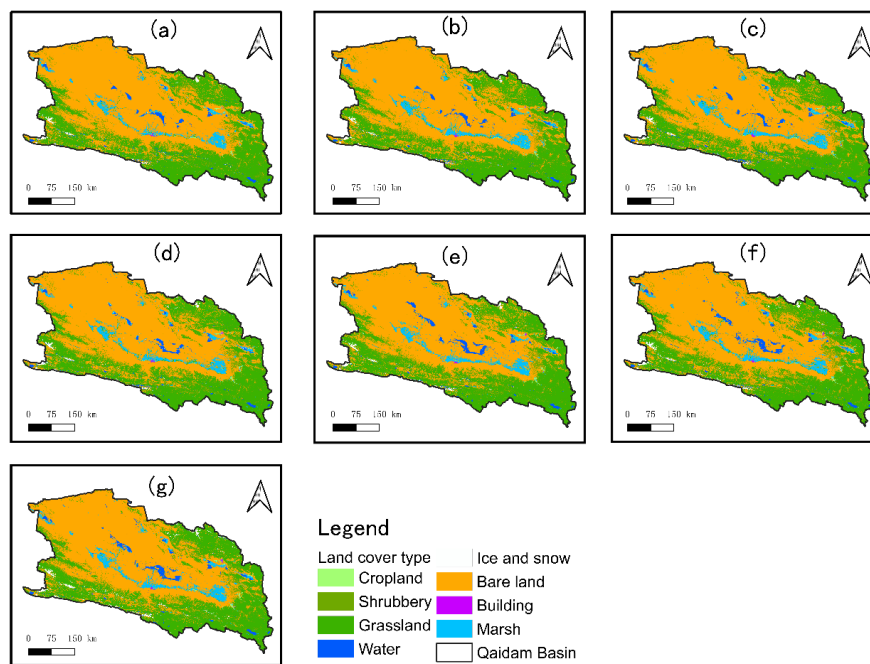 (a)
0 75 150 km
(b)
0 75 150 km
(c)
0 75 150 km
(d)
0 75 150 km
(e)
0 75 150 km
(f)
0 75 150 km
(g)
0 75 150 km
Legend
Land cover type
Cropland
Shrubbery
Grassland
Water
Ice and snow
Bare land
Building
Marsh
Qaidam Basin